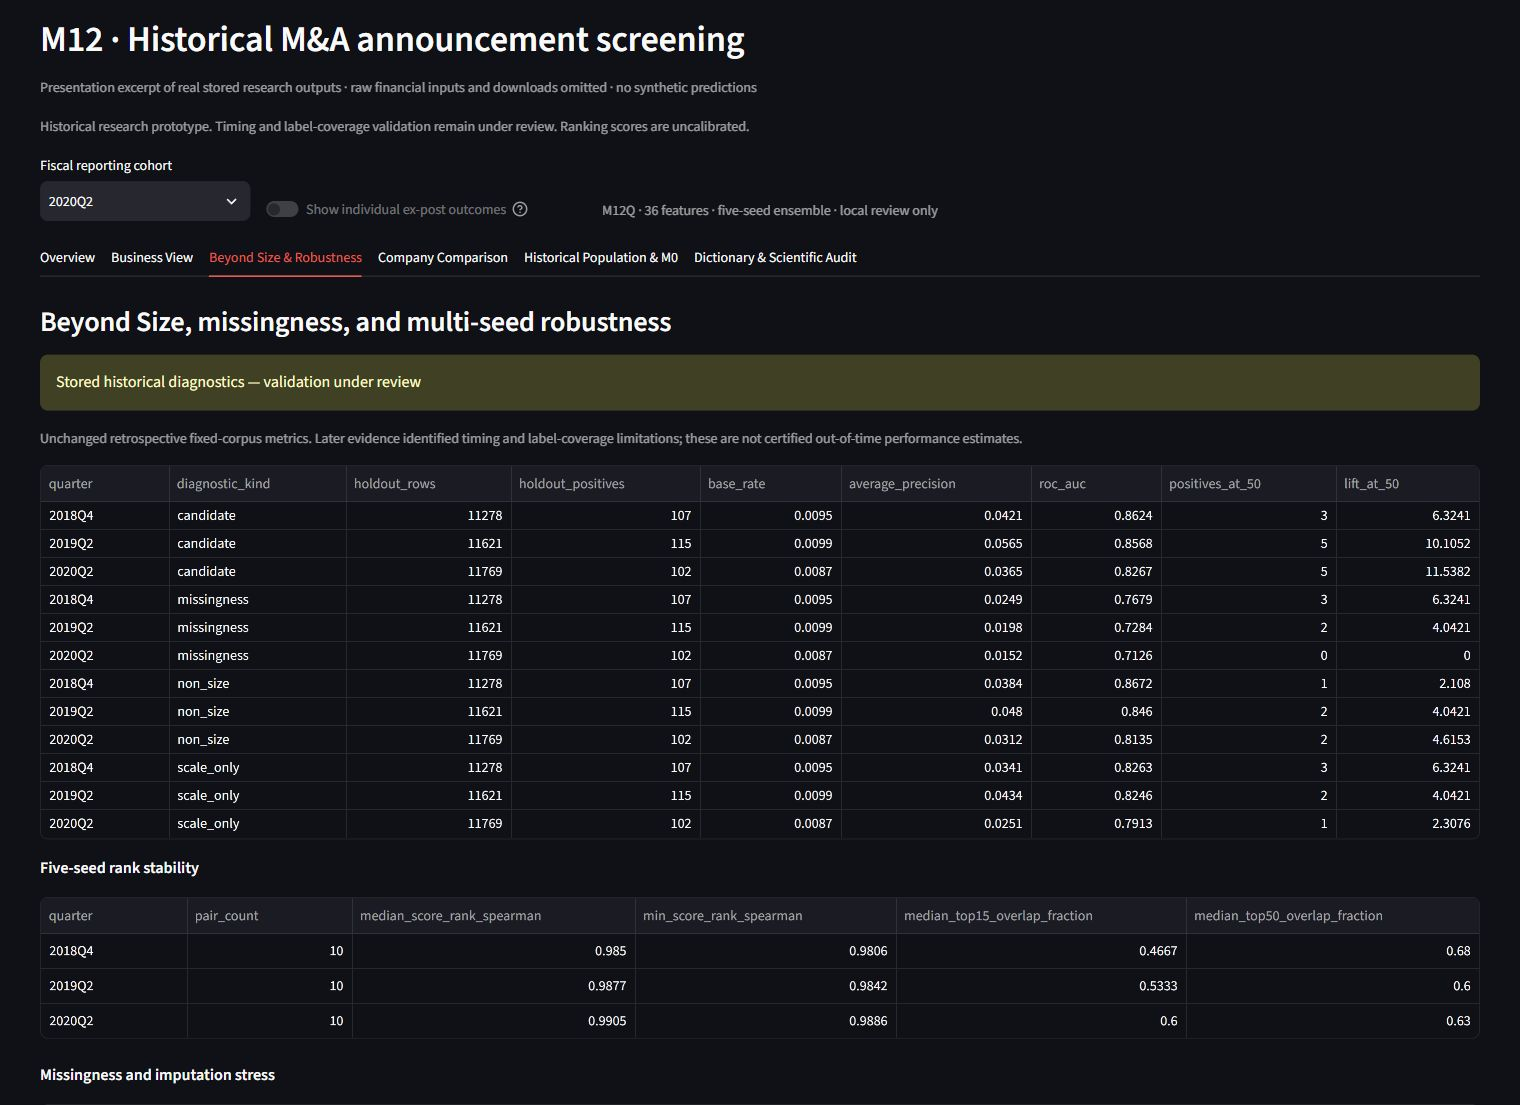 M12 · Historical M&A announcement screening
Presentation excerpt of real stored research outputs · raw financial inputs and downloads omitted · no synthetic predictions
Historical research prototype. Timing and label-coverage validation remain under review. Ranking scores are uncalibrated.
Fiscal reporting cohort
2020Q2
Show individual ex-post outcomes
M12Q · 36 features · five-seed ensemble · local review only
Overview Business View Beyond Size & Robustness Company Comparison Historical Population & M0 Dictionary & Scientific Audit
Beyond Size, missingness, and multi-seed robustness
Stored historical diagnostics — validation under review
Unchanged retrospective fixed-corpus metrics. Later evidence identified timing and label-coverage limitations; these are not certified out-of-time performance estimates.
quarter diagnostic_kind holdout_rows holdout_positives base_rate average_precision roc_auc positives_at_50 lift_at_50
2018Q4 candidate 11278 107 0.0095 0.0421 0.8624 3 6.3241
2019Q2 candidate 11621 115 0.0099 0.0565 0.8568 5 10.1052
2020Q2 candidate 11769 102 0.0087 0.0365 0.8267 5 11.5382
2018Q4 missingness 11278 107 0.0095 0.0249 0.7679 3 6.3241
2019Q2 missingness 11621 115 0.0099 0.0198 0.7284 2 4.0421
2020Q2 missingness 11769 102 0.0087 0.0152 0.7126 0 0
2018Q4 non_size 11278 107 0.0095 0.0384 0.8672 1 2.108
2019Q2 non_size 11621 115 0.0099 0.048 0.846 2 4.0421
2020Q2 non_size 11769 102 0.0087 0.0312 0.8135 2 4.6153
2018Q4 scale_only 11278 107 0.0095 0.0341 0.8263 3 6.3241
2019Q2 scale_only 11621 115 0.0099 0.0434 0.8246 2 4.0421
2020Q2 scale_only 11769 102 0.0087 0.0251 0.7913 1 2.3076
Five-seed rank stability
quarter pair_count median_score_rank_spearman min_score_rank_spearman median_top15_overlap_fraction median_top50_overlap_fraction
2018Q4 10 0.985 0.9806 0.4667 0.68
2019Q2 10 0.9877 0.9842 0.5333 0.6
2020Q2 10 0.9905 0.9886 0.6 0.63
Missingness and imputation stress